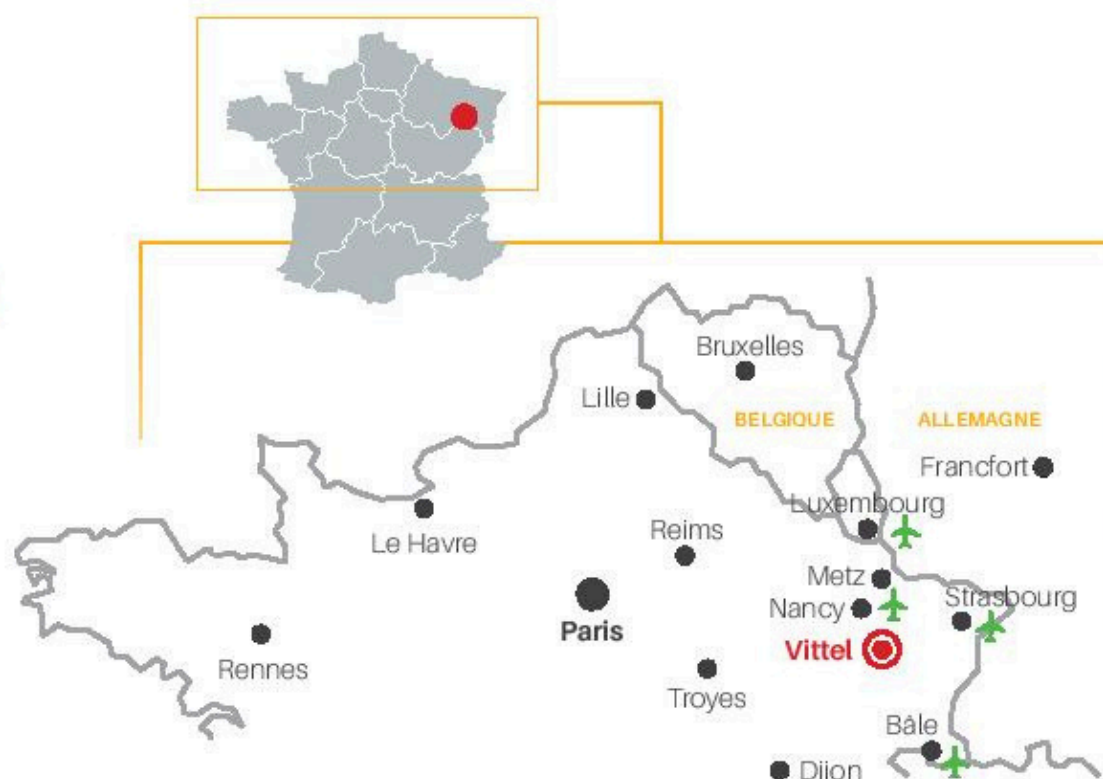 Bruxelles
Lille
BELGIQUE
ALLEMAGNE
Francfort
Luxembourg
Le Havre
Reims
Metz
Nancy
Strasbourg
Paris
Vittel
Rennes
Troyes
Bâle
Dijon